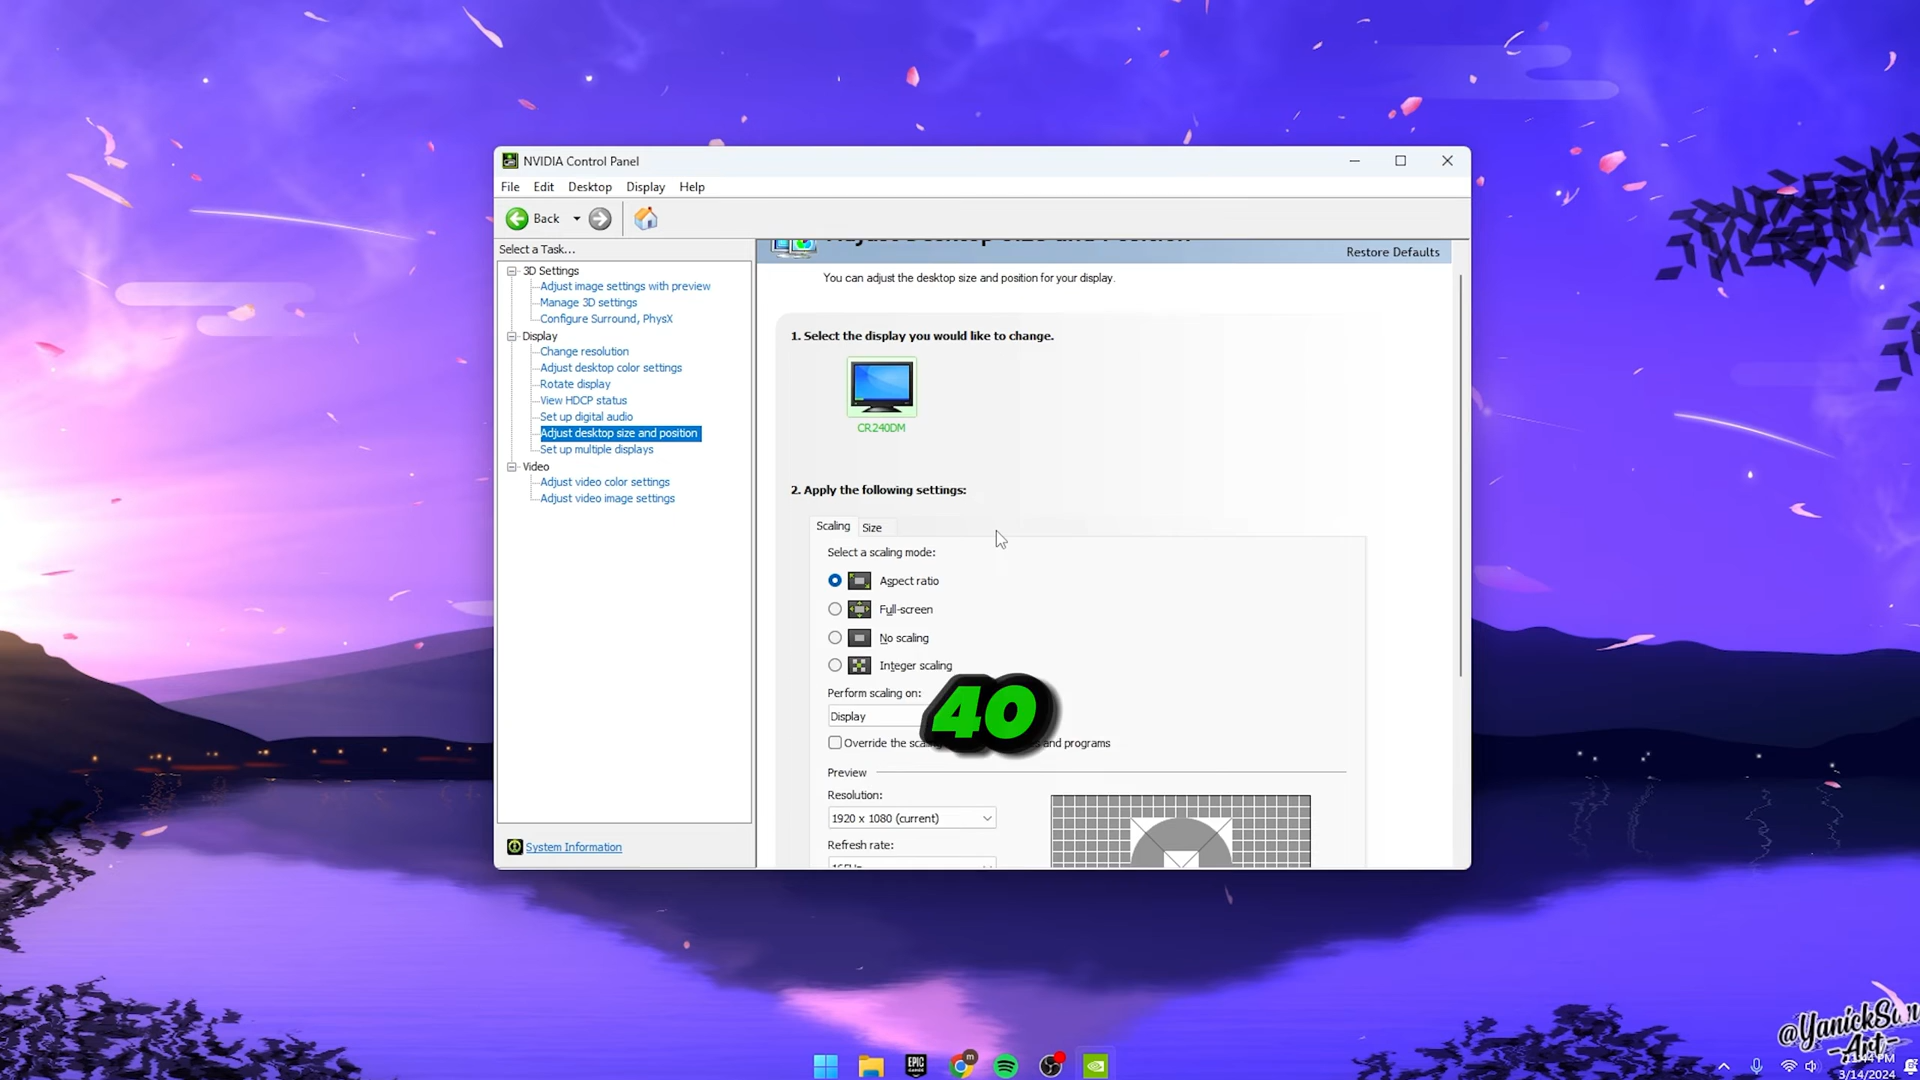 NVIDIA Control Panel
File Edit Desktop Display Help
Back
Select a Task...
3D Settings
Adjust image settings with preview
Manage 3D settings
Configure Surround, PhysX
Display
Change resolution
Adjust desktop color settings
Rotate display
View HDCP status
Set up digital audio
Adjust desktop size and position
Set up multiple displays
Video
Adjust video color settings
Adjust video image settings
System Information
Adjust Desktop Size and Position
Restore Defaults
You can adjust the desktop size and position for your display.
1. Select the display you would like to change.
CR240DM
2. Apply the following settings:
Scaling Size
Select a scaling mode:
Aspect ratio
Full-screen
No scaling
Integer scaling
Perform scaling on:
Display
40
Override the and programs
Preview
Resolution:
1920 x 1080 (current)
Refresh rate:
EPIC GAMES
m
@YanickSun
-Art-
11:44 PM
3/14/2024